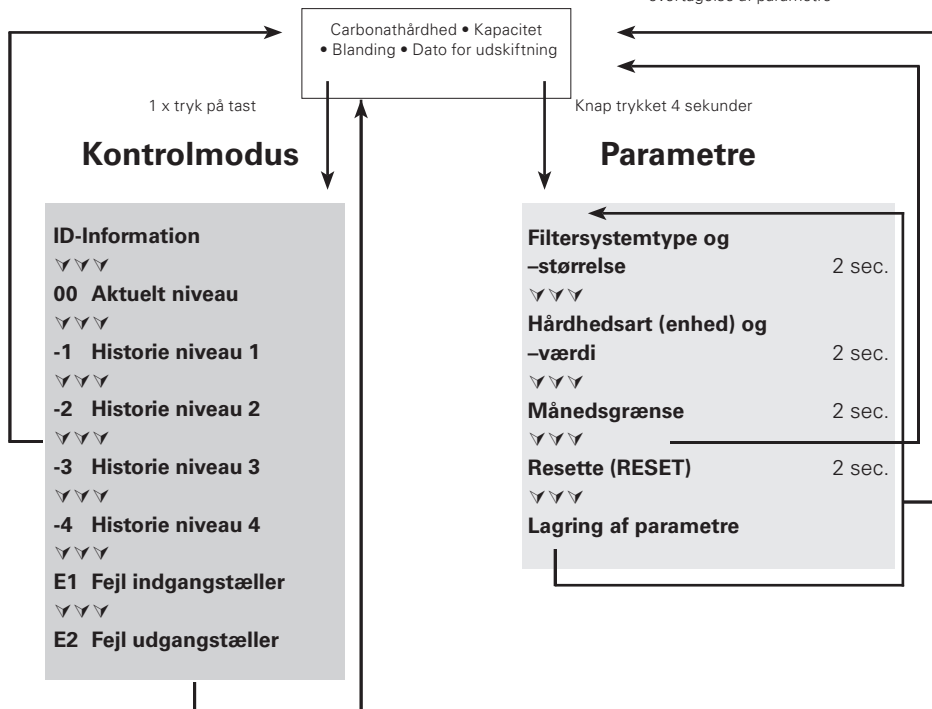 overtagelse af parametre
Carbonathårdhed • Kapacitet
• Blanding • Dato for udskiftning
1 x tryk på tast
Knap trykket 4 sekunder
Kontrolmodus
Parametre
ID-Information
00 Aktuelt niveau
-1 Historie niveau 1
-2 Historie niveau 2
-3 Historie niveau 3
-4 Historie niveau 4
E1 Fejl indgangstæller
E2 Fejl udgangstæller
Filtersystemtype og
–størrelse 2 sec.
Hårdhedsart (enhed) og
–værdi 2 sec.
Månedsgrænse 2 sec.
Resette (RESET) 2 sec.
Lagring af parametre